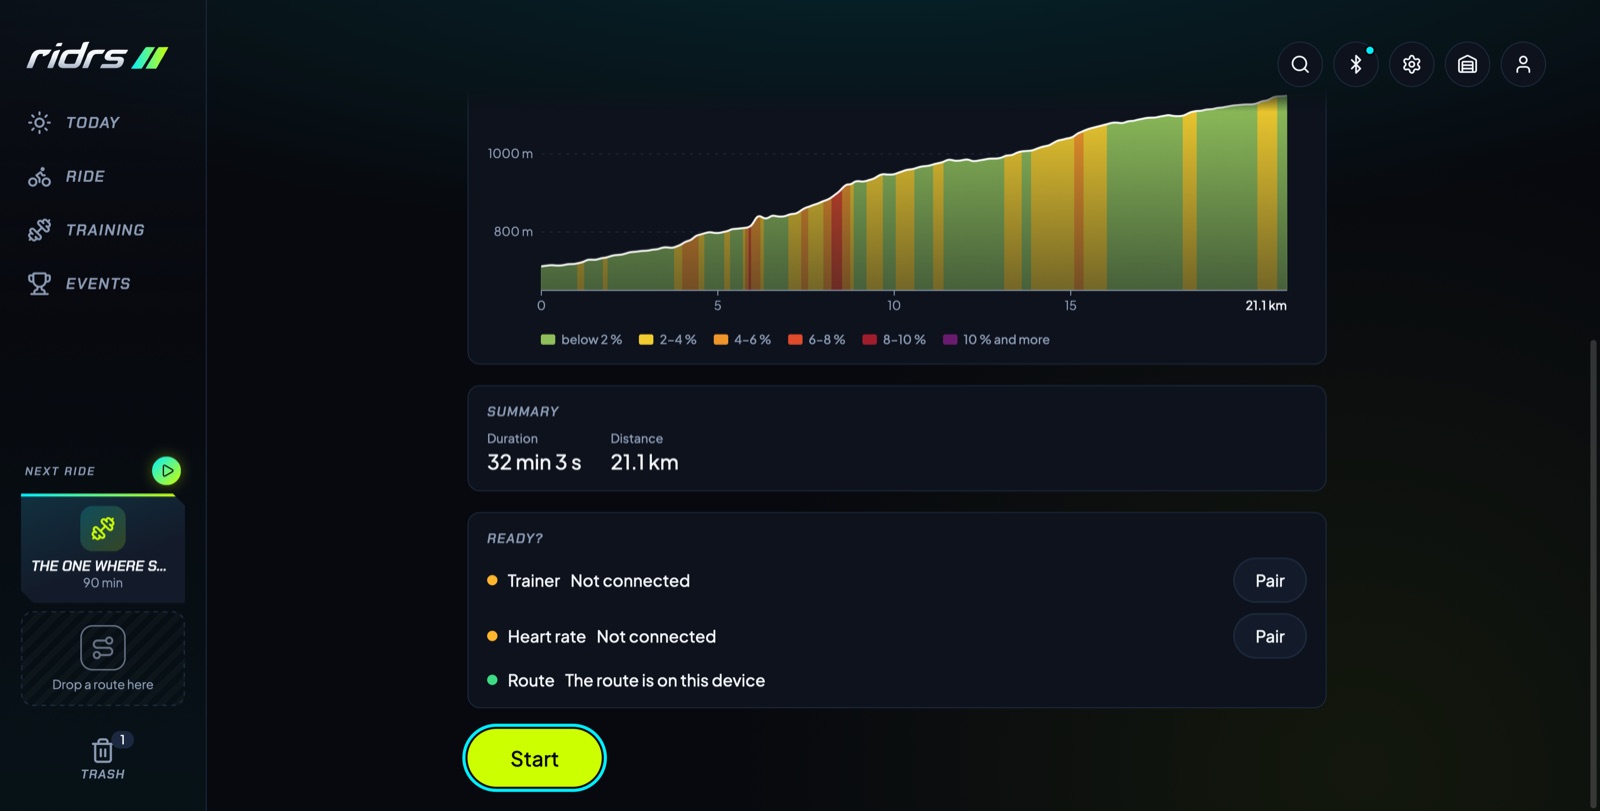 ridrs
TODAY
RIDE
TRAINING
EVENTS
NEXT RIDE
THE ONE WHERE S...
90 min
Drop a route here
1
TRASH
1000 m
800 m
0 5 10 15 21.1 km
below 2 % 2–4 % 4–6 % 6–8 % 8–10 % 10 % and more
SUMMARY
Duration Distance
32 min 3 s 21.1 km
READY?
Trainer Not connected Pair
Heart rate Not connected Pair
Route The route is on this device
Start